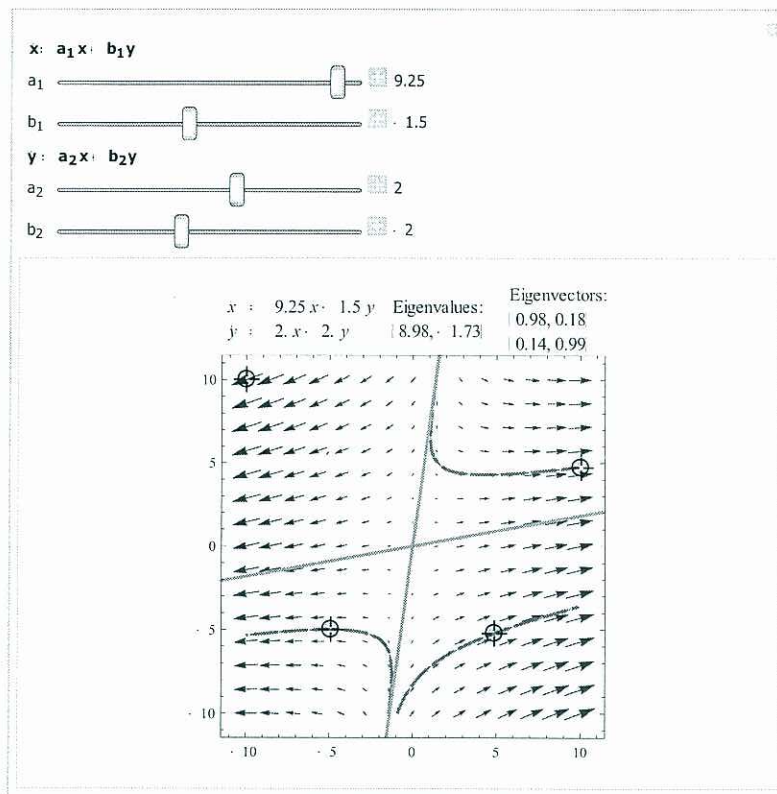 x: a₁x· b₁y
a₁ 9.25
b₁ · 1.5
y: a₂x· b₂y
a₂ 2
b₂ · 2
x : 9.25 x · 1.5 y
y : 2. x · 2. y
Eigenvalues:
|8.98, · 1.73|
Eigenvectors:
| 0.98, 0.18
| 0.14, 0.99
10
5
0
· 5
· 10
· 10 · 5 0 5 10